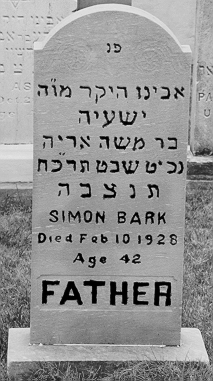 פנ
אבינו היקר מו"ה
ישעיה
בר משה אריה
נכ"ט שבט תרפ"ח
תנצבה
SIMON BARK
Died Feb 10 1928
Age 42
FATHER